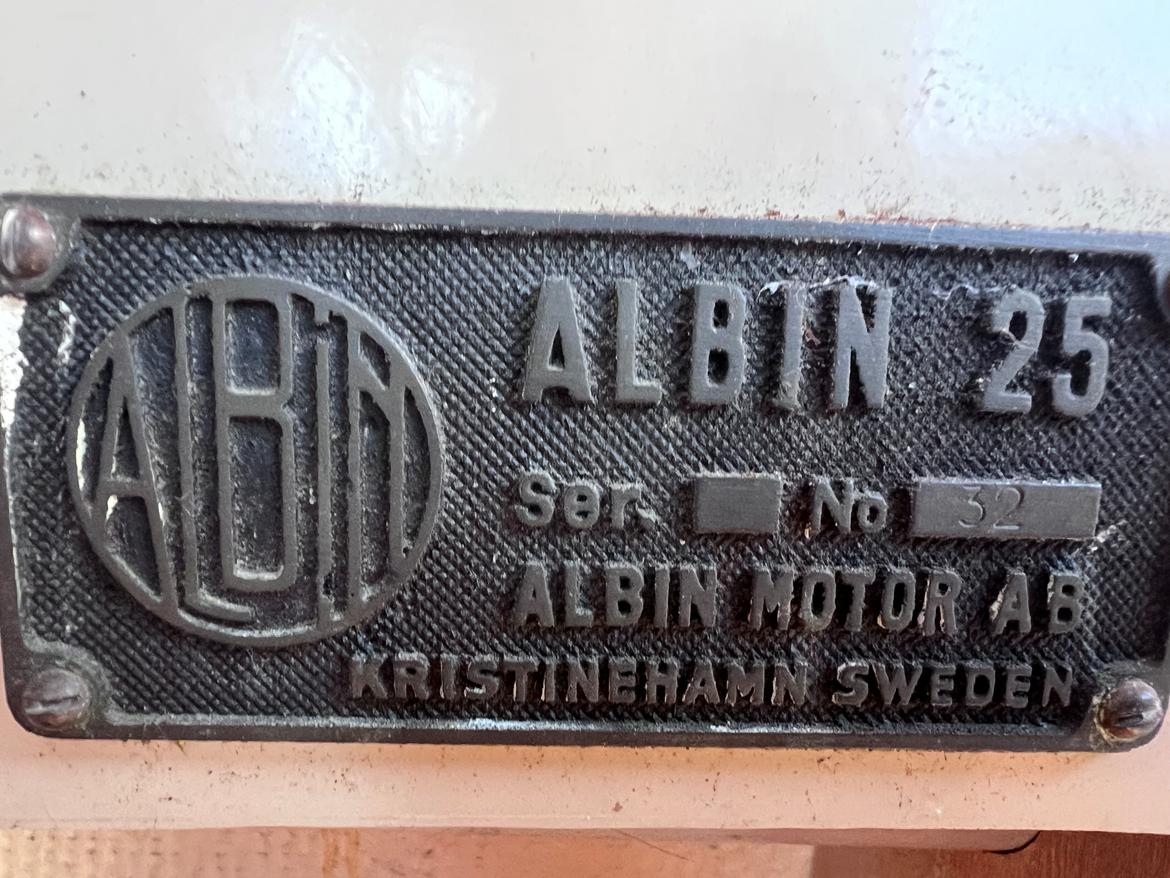 ALBIN
ALBIN 25
Ser. No 32
ALBIN MOTOR AB
KRISTINEHAMN SWEDEN